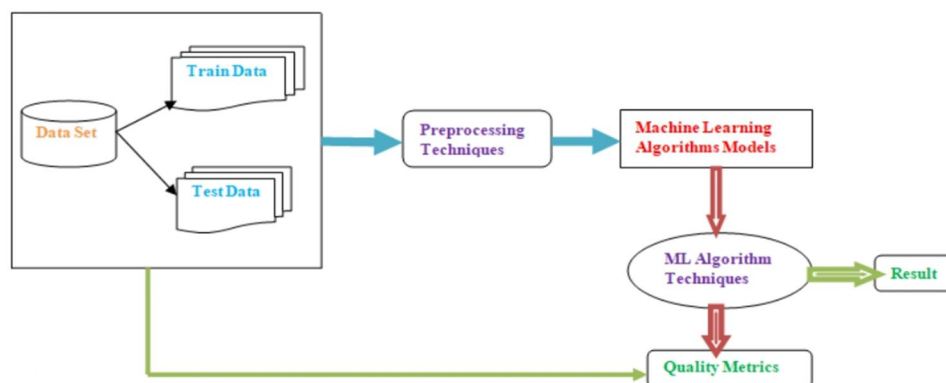 Train Data
Data Set
Test Data
Preprocessing
Techniques
Machine Learning
Algorithms Models
ML Algorithm
Techniques
Result
Quality Metrics